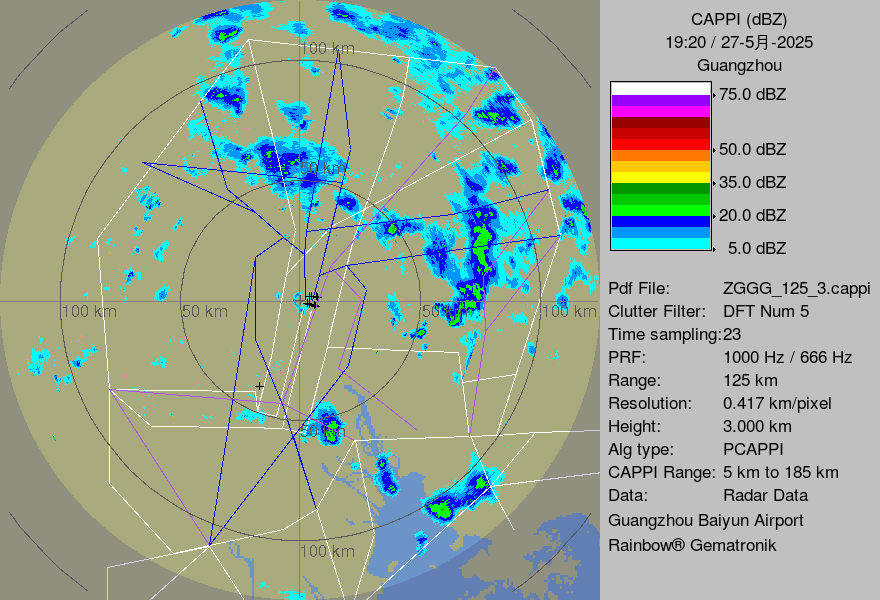 CAPPI (dBZ)
19:20 / 27-5月-2025
Guangzhou
75.0 dBZ
50.0 dBZ
35.0 dBZ
20.0 dBZ
5.0 dBZ
Pdf File: ZGGG_125_3.cappi
Clutter Filter: DFT Num 5
Time sampling:23
PRF: 1000 Hz / 666 Hz
Range: 125 km
Resolution: 0.417 km/pixel
Height: 3.000 km
Alg type: PCAPPI
CAPPI Range: 5 km to 185 km
Data: Radar Data
Guangzhou Baiyun Airport
Rainbow® Gematronik
100 km
50 km
100 km
50 km
50 km
100 km
50 km
100 km